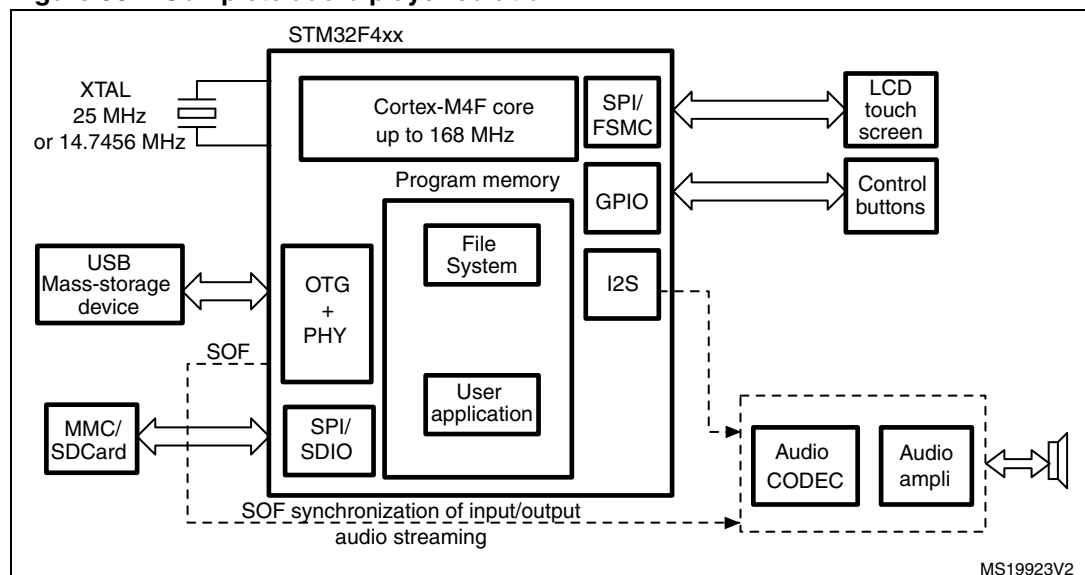 STM32F4xx
XTAL
25 MHz
or 14.7456 MHz
Cortex-M4F core
up to 168 MHz
SPI/
FSMC
LCD
touch
screen
Program memory
GPIO
Control
buttons
USB
Mass-storage
device
OTG
+
PHY
File
System
I2S
SOF
User
application
MMC/
SDCard
SPI/
SDIO
Audio
CODEC
Audio
ampli
SOF synchronization of input/output
audio streaming
MS19923V2